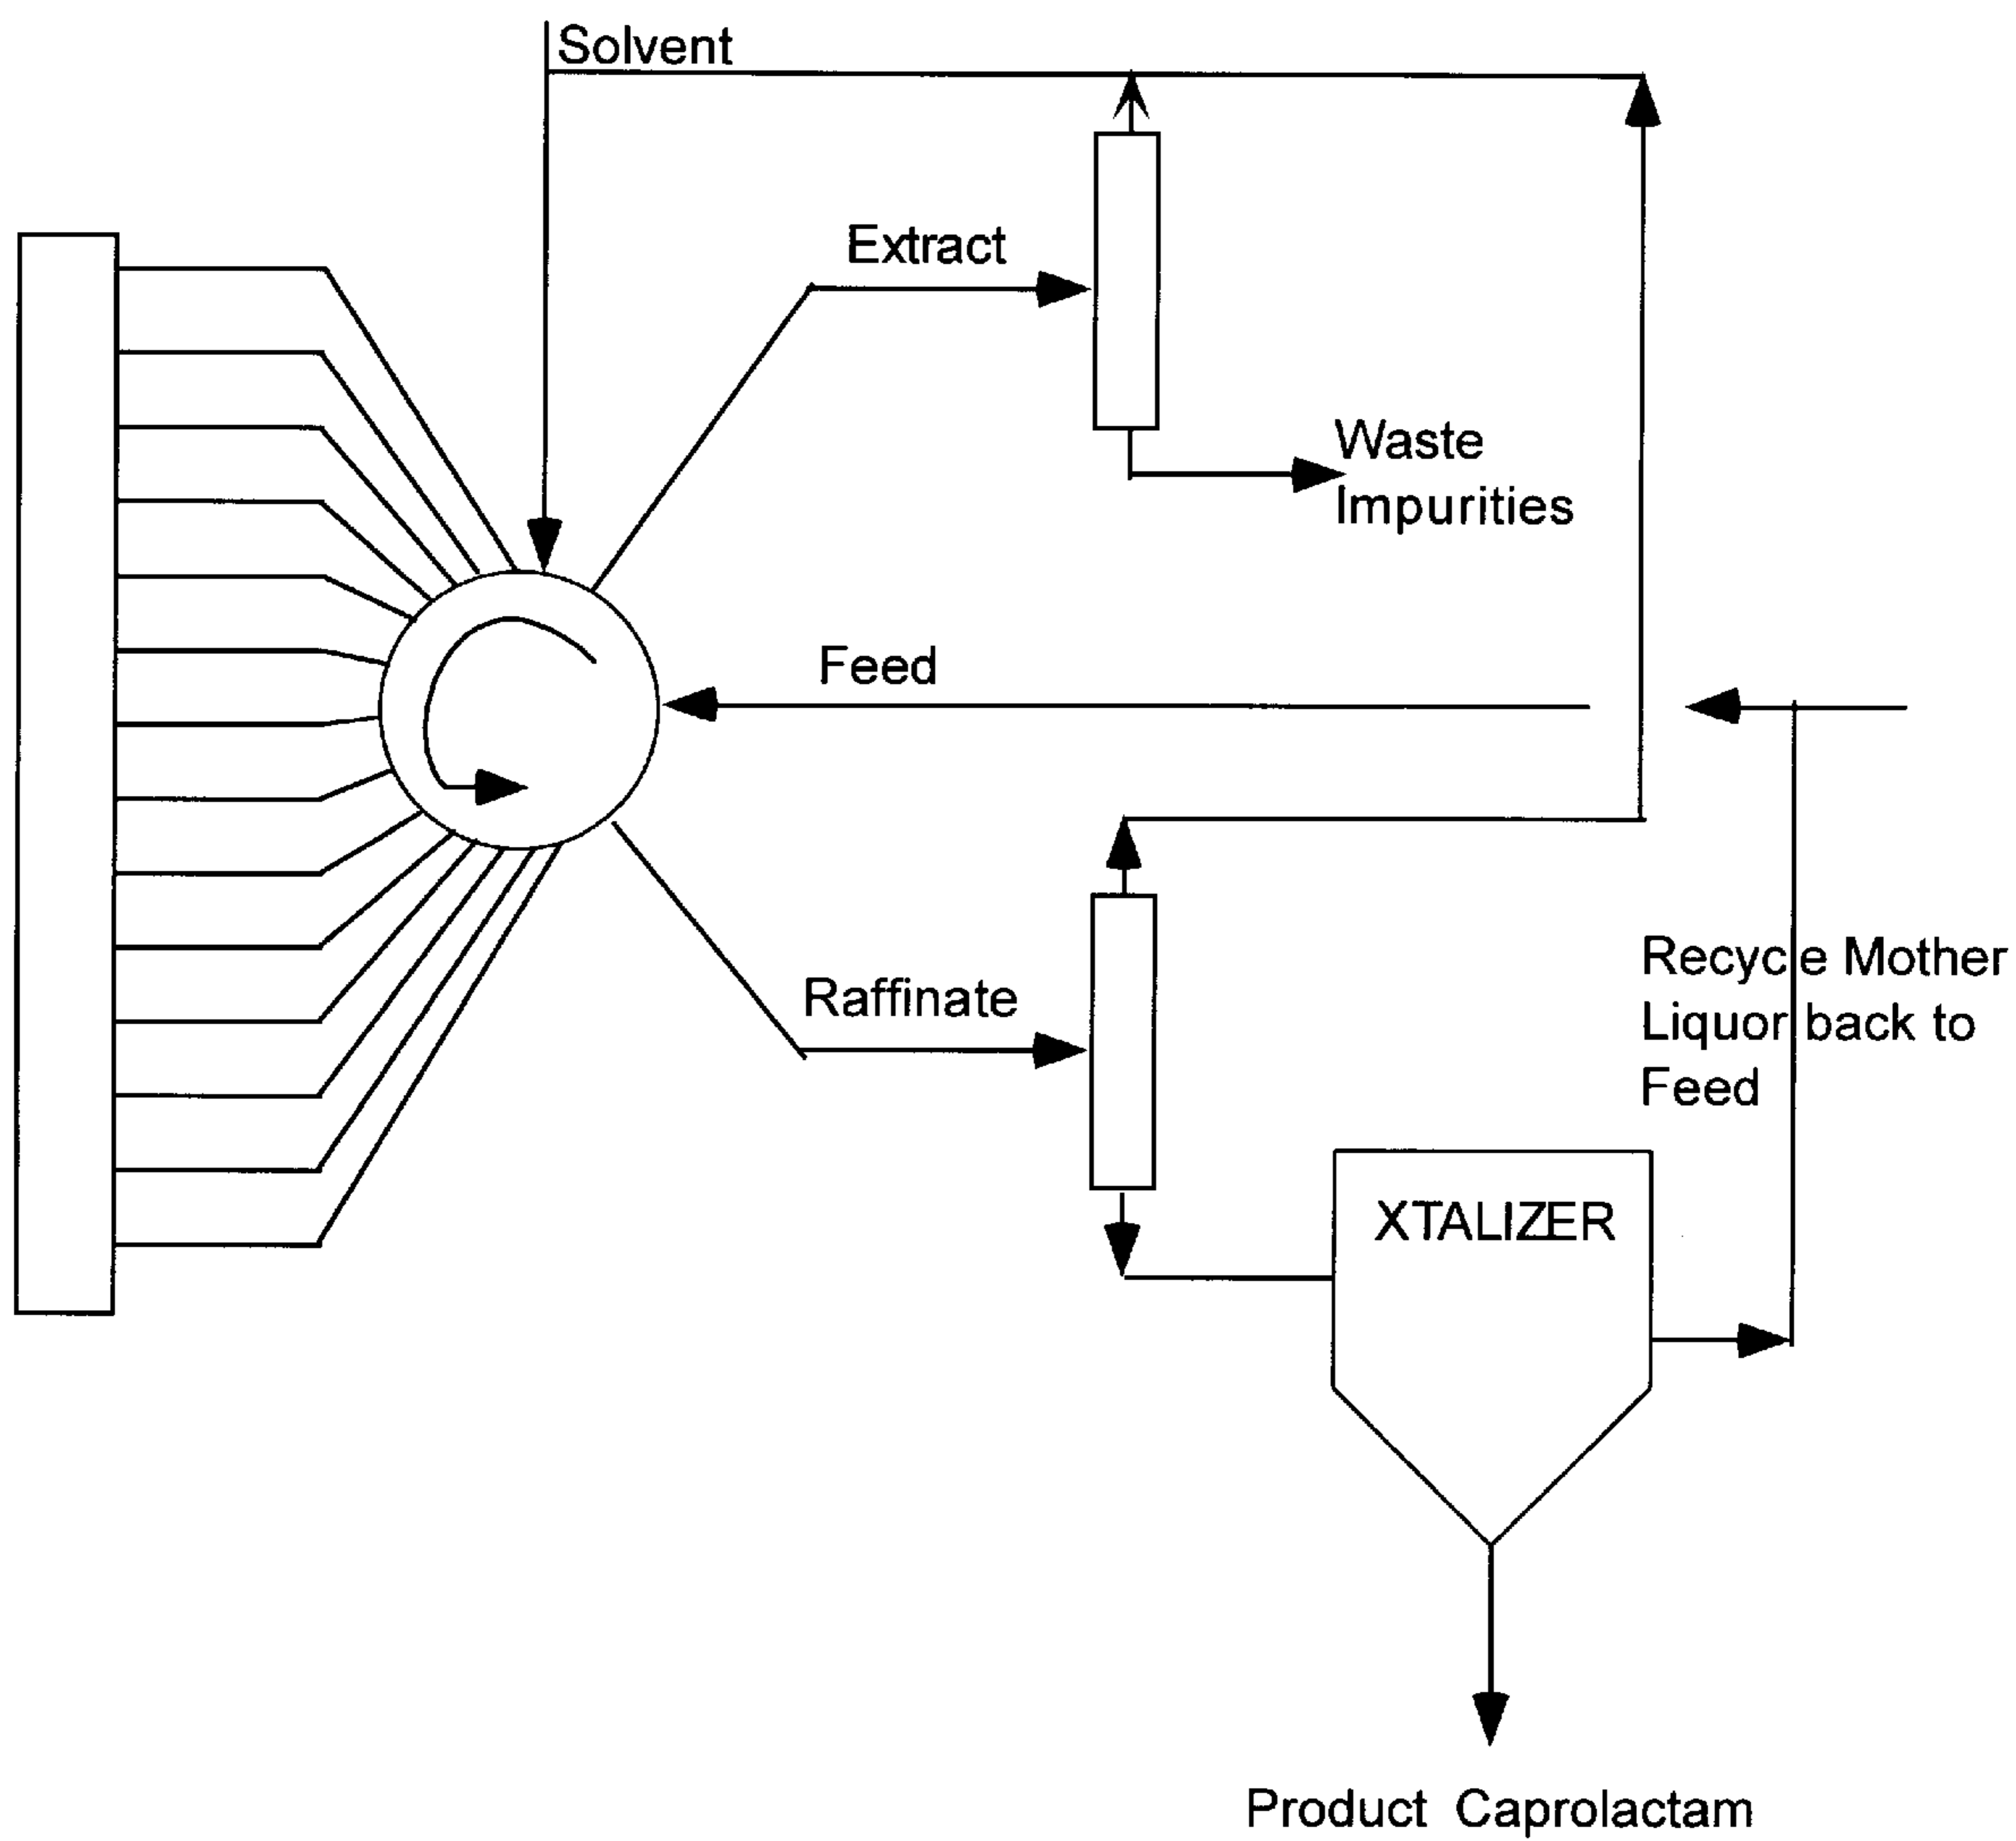 Solvent
Extract
Waste
Impurities
Feed
Raffinate
Recycle Mother
Liquor back to
Feed
XTALIZER
Product Caprolactam